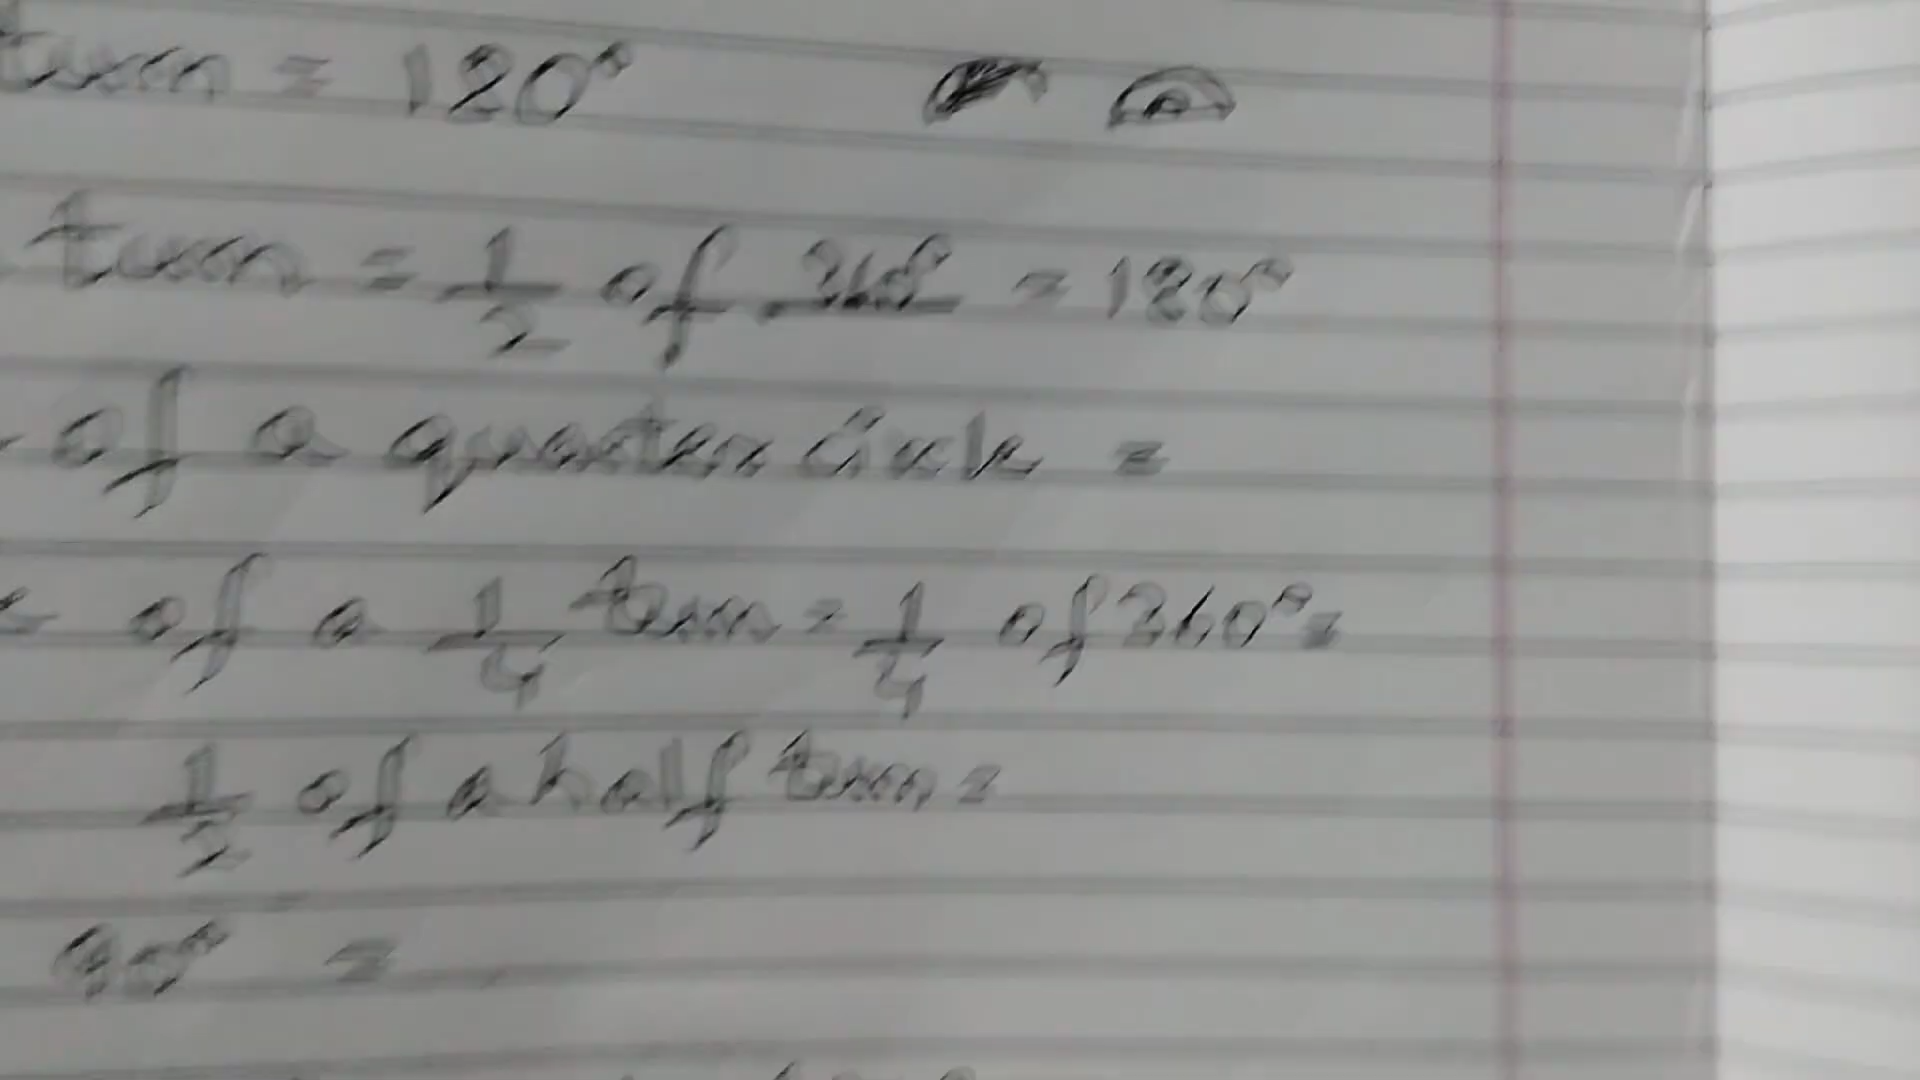 turn = 180°
turn = 1/2 of 360° = 180°
of a quarter circle =
of a 1/4 turn = 1/4 of 360° =
1/2 of a half turn =
90° =